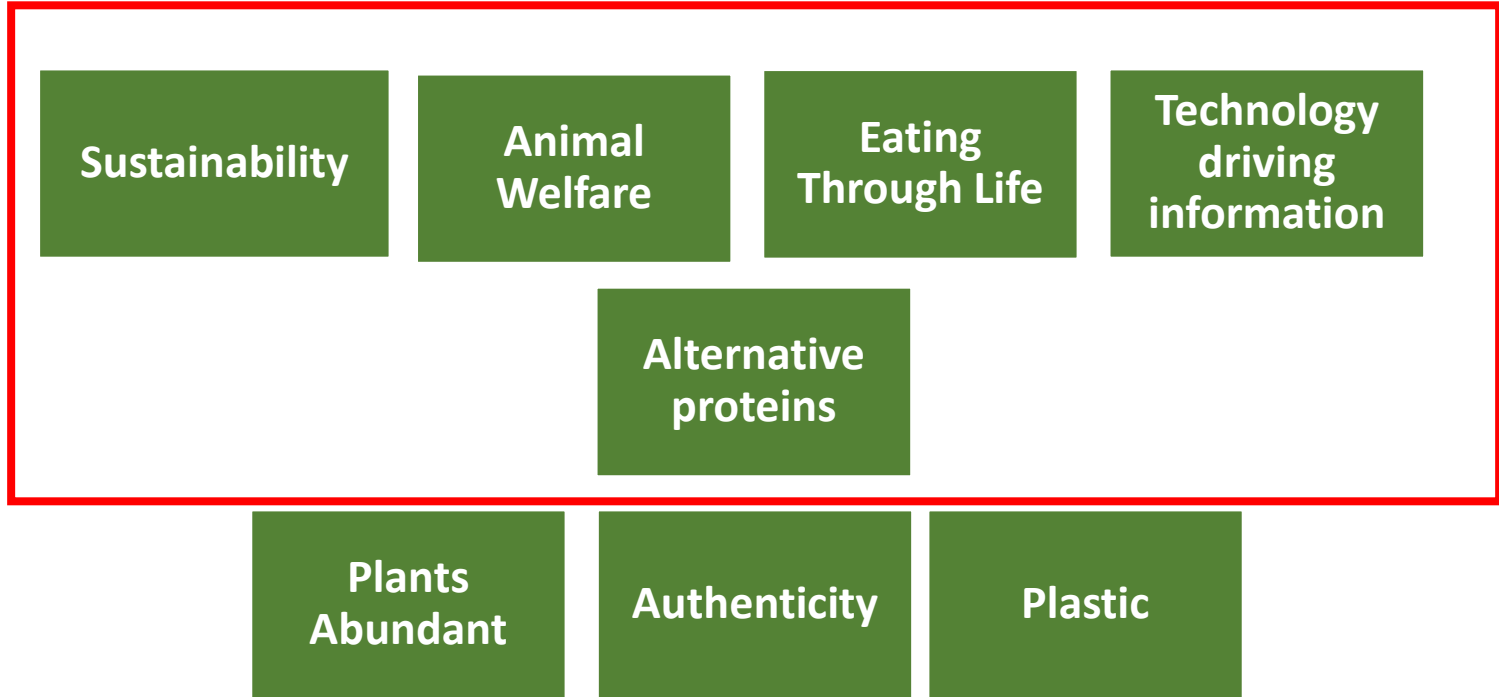 Sustainability
Animal
Welfare
Eating
Through Life
Technology
driving
information
Alternative
proteins
Plants
Abundant
Authenticity
Plastic